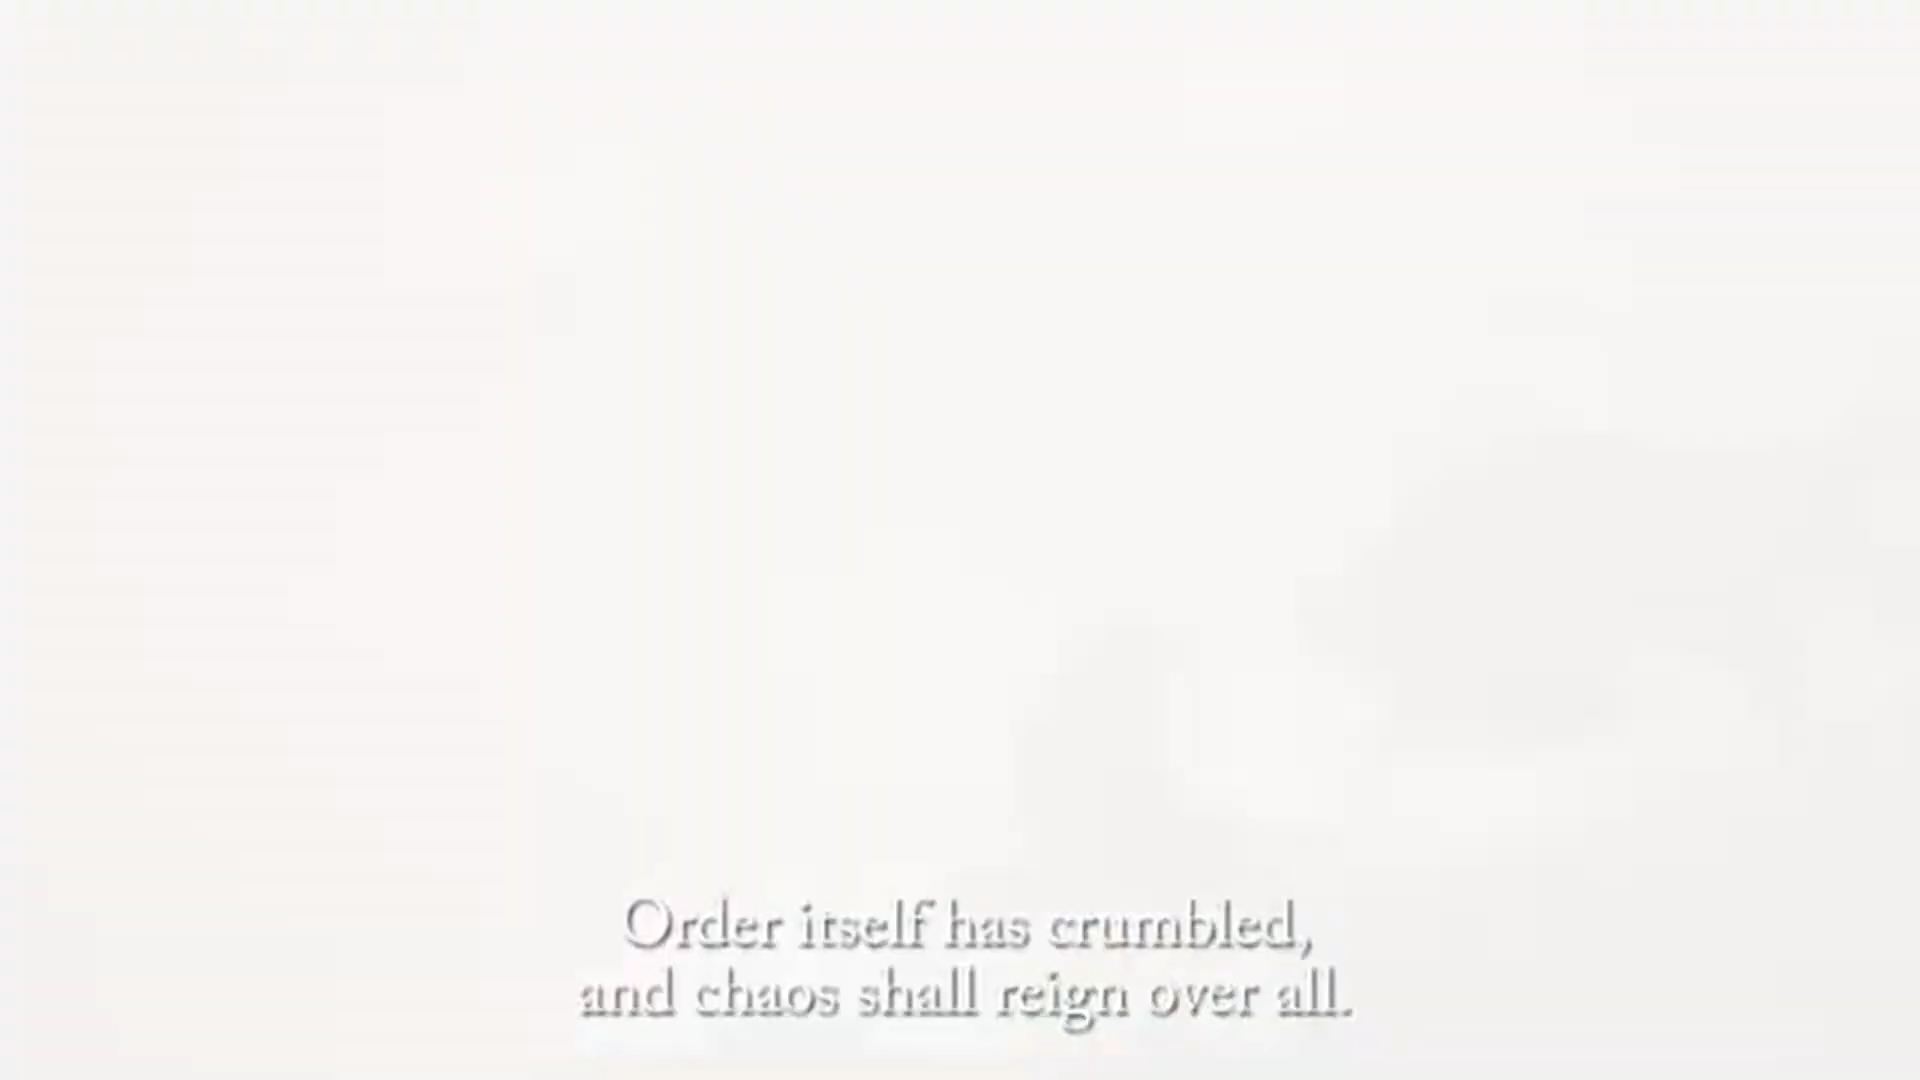 Order itself has crumbled,
and chaos shall reign over all.